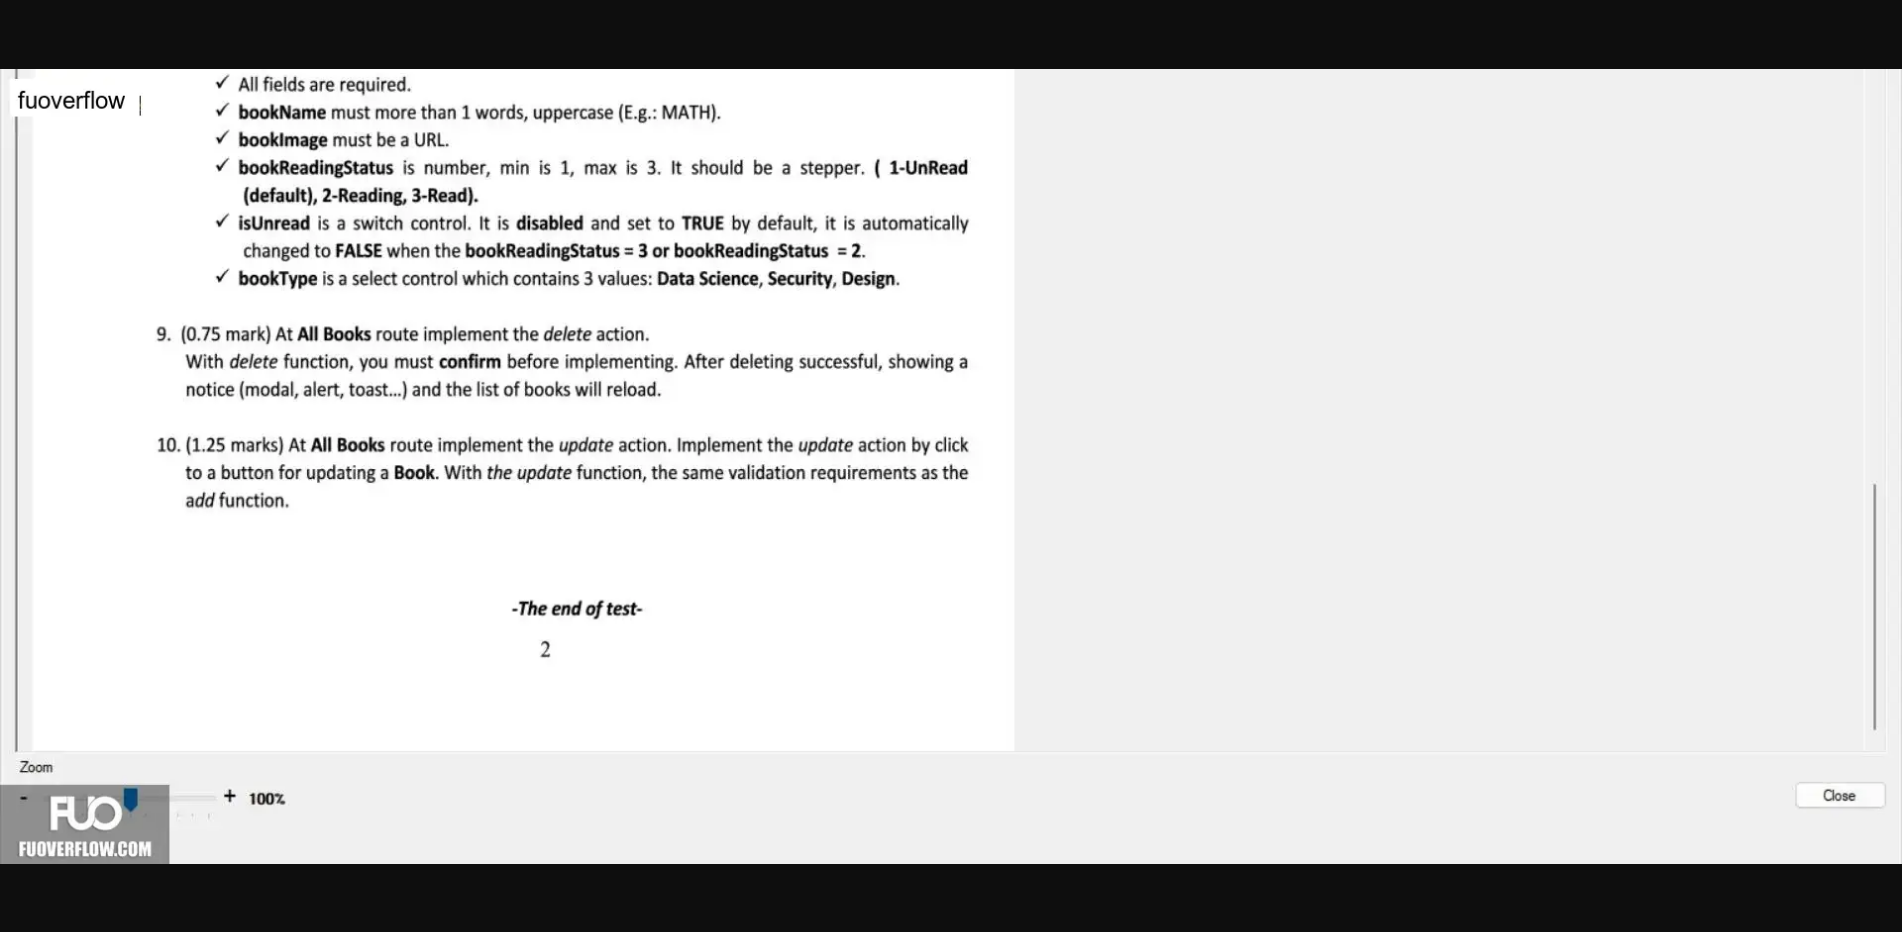 fuoverflow
✓ All fields are required.
✓ bookName must more than 1 words, uppercase (E.g.: MATH).
✓ bookImage must be a URL.
✓ bookReadingStatus is number, min is 1, max is 3. It should be a stepper. ( 1-UnRead
(default), 2-Reading, 3-Read).
✓ isUnread is a switch control. It is disabled and set to TRUE by default, it is automatically
changed to FALSE when the bookReadingStatus = 3 or bookReadingStatus = 2.
✓ bookType is a select control which contains 3 values: Data Science, Security, Design.
9. (0.75 mark) At All Books route implement the delete action.
With delete function, you must confirm before implementing. After deleting successful, showing a
notice (modal, alert, toast...) and the list of books will reload.
10. (1.25 marks) At All Books route implement the update action. Implement the update action by click
to a button for updating a Book. With the update function, the same validation requirements as the
add function.
-The end of test-
2
Zoom
- + 100%
Close
FUO
FUOVERFLOW.COM